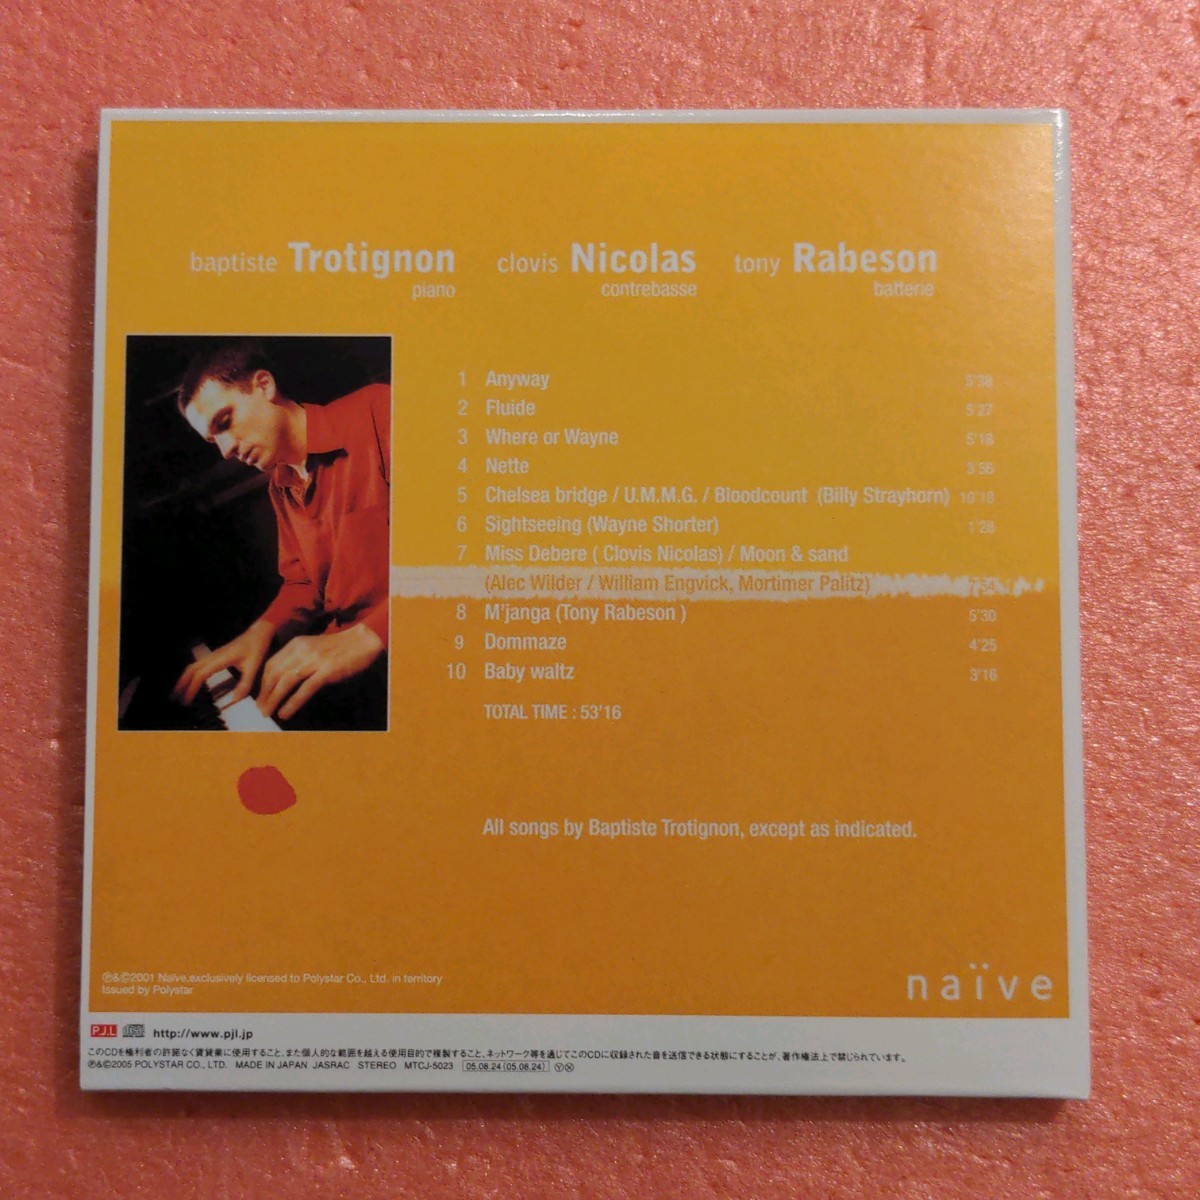 baptiste Trotignon clovis Nicolas tony Rabeson
piano contrebasse batterie
1 Anyway 5'38
2 Fluide 5'27
3 Where or Wayne 5'18
4 Nette 3'56
5 Chelsea bridge / U.M.M.G. / Bloodcount (Billy Strayhorn) 10'18
6 Sightseeing (Wayne Shorter) 1'28
7 Miss Debere ( Clovis Nicolas) / Moon & sand
(Alec Wilder / William Engvick, Mortimer Palitz) 7'54
8 M'janga (Tony Rabeson ) 5'30
9 Dommaze 4'25
10 Baby waltz 3'16
TOTAL TIME : 53'16
All songs by Baptiste Trotignon, except as indicated.
℗&©2001 Naïve.exclusively licensed to Polystar Co., Ltd. in territory
Issued by Polystar
naïve
P.J.L http://www.pjl.jp
このCDを権利者の許諾なく賃貸業に使用すること、また個人的な範囲を越える使用目的で複製すること、ネットワーク等を通じてこのCDに収録された音を送信できる状態にすることが、著作権法上で禁じられています。
℗&©2005 POLYSTAR CO., LTD. MADE IN JAPAN JASRAC STEREO MTCJ-5023 05.08.24 (05.08.24) Ⓨ Ⓧ